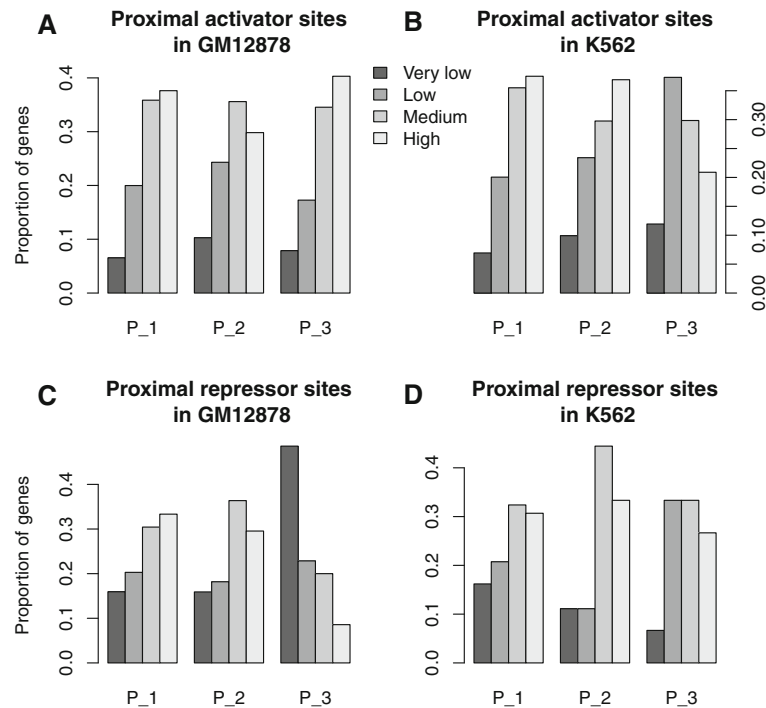 A
Proximal activator sites
in GM12878
Proportion of genes
0.0
0.1
0.2
0.3
0.4
P_1
P_2
P_3
Very low
Low
Medium
High
B
Proximal activator sites
in K562
0.00
0.10
0.20
0.30
P_1
P_2
P_3
C
Proximal repressor sites
in GM12878
Proportion of genes
0.0
0.1
0.2
0.3
0.4
P_1
P_2
P_3
D
Proximal repressor sites
in K562
0.0
0.1
0.2
0.3
0.4
P_1
P_2
P_3